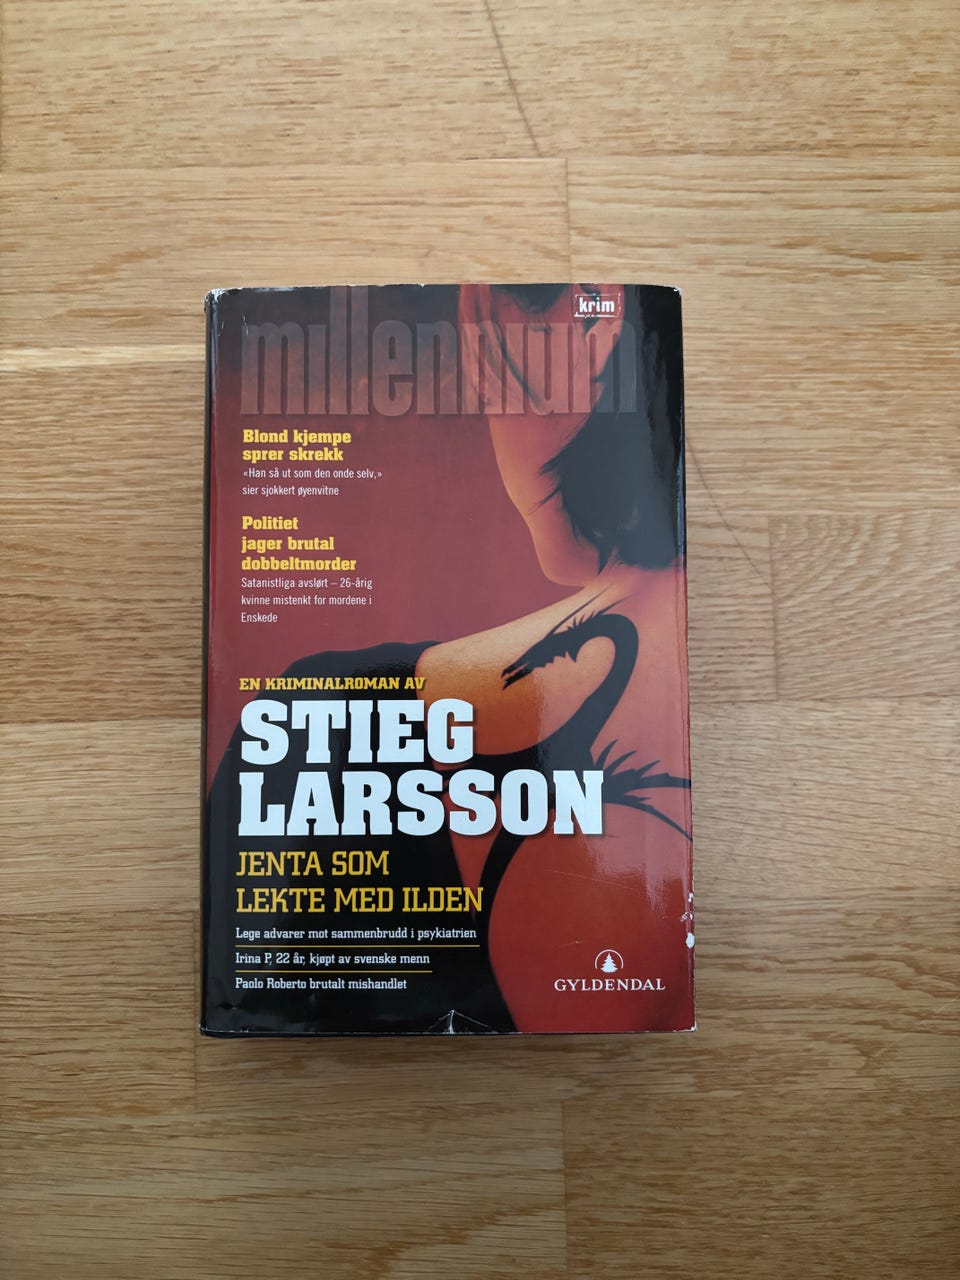 krim
millennium
Blond kjempe
sprer skrekk
«Han så ut som den onde selv,»
sier sjokkert øyenvitne
Politiet
jager brutal
dobbeltmorder
Satanistliga avslørt – 26-årig
kvinne mistenkt for mordene i
Enskede
EN KRIMINALROMAN AV
STIEG
LARSSON
JENTA SOM
LEKTE MED ILDEN
Lege advarer mot sammenbrudd i psykiatrien
Irina P, 22 år, kjøpt av svenske menn
Paolo Roberto brutalt mishandlet
GYLDENDAL